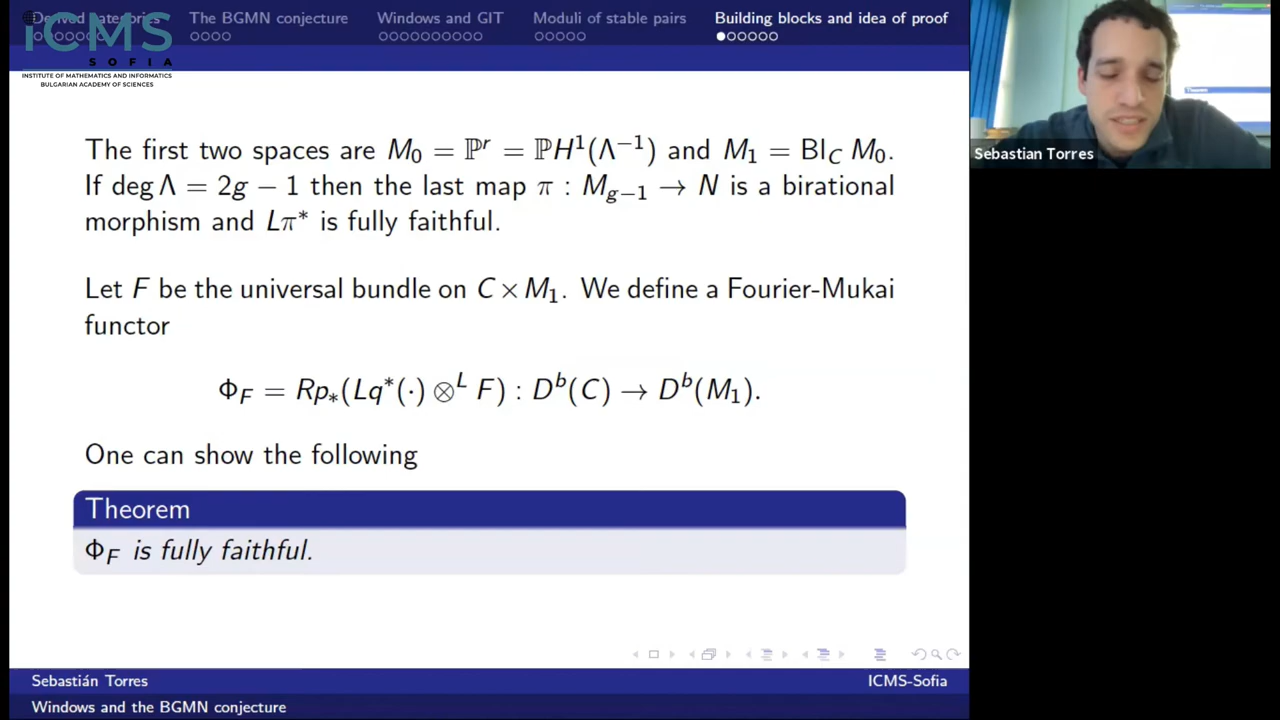 Derived categories The BGMN conjecture Windows and GIT Moduli of stable pairs Building blocks and idea of proof
iCMS
SOFIA
INSTITUTE OF MATHEMATICS AND INFORMATICS
BULGARIAN ACADEMY OF SCIENCES
The first two spaces are M₀ = ℙʳ = ℙH¹(Λ⁻¹) and M₁ = Bl_C M₀.
If deg Λ = 2g − 1 then the last map π : M_{g−1} → N is a birational
morphism and Lπ* is fully faithful.
Let F be the universal bundle on C × M₁. We define a Fourier-Mukai
functor
Φ_F = Rp_*(Lq*(·) ⊗ᴸ F) : Dᵇ(C) → Dᵇ(M₁).
One can show the following
Theorem
Φ_F is fully faithful.
Sebastián Torres ICMS-Sofia
Windows and the BGMN conjecture
Sebastian Torres